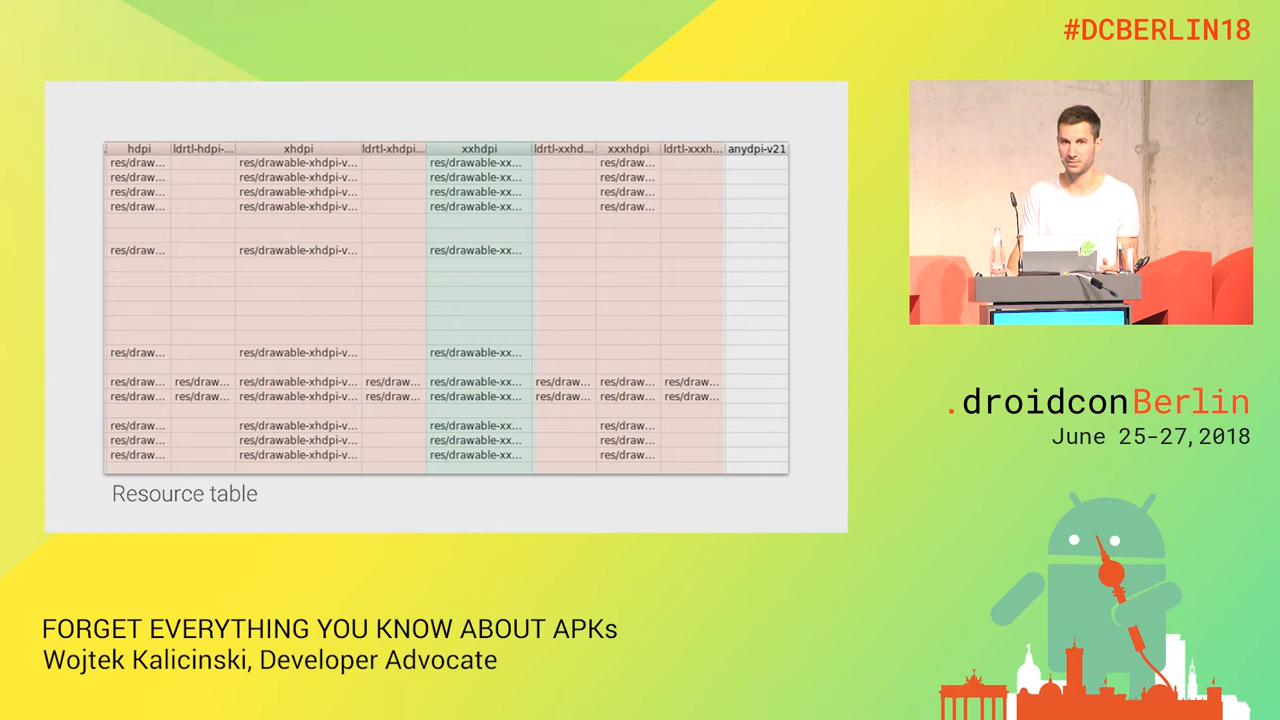 #DCBERLIN18
hdpi ldrtl-hdpi-... xhdpi ldrtl-xhdpi... xxhdpi ldrtl-xxhd... xxxhdpi ldrtl-xxxh... anydpi-v21
res/draw... res/drawable-xhdpi-v... res/drawable-xx... res/draw...
res/draw... res/drawable-xhdpi-v... res/drawable-xx... res/draw...
res/draw... res/drawable-xhdpi-v... res/drawable-xx... res/draw...
res/draw... res/drawable-xhdpi-v... res/drawable-xx... res/draw...
res/draw... res/drawable-xhdpi-v... res/drawable-xx...
res/draw... res/drawable-xhdpi-v... res/drawable-xx...
res/draw... res/draw... res/drawable-xhdpi-v... res/draw... res/drawable-xx... res/draw... res/draw... res/draw...
res/draw... res/draw... res/drawable-xhdpi-v... res/draw... res/drawable-xx... res/draw... res/draw... res/draw...
res/draw... res/drawable-xhdpi-v... res/drawable-xx... res/draw...
res/draw... res/drawable-xhdpi-v... res/drawable-xx... res/draw...
res/draw... res/drawable-xhdpi-v... res/drawable-xx... res/draw...
Resource table
.droidconBerlin
June 25-27,2018
FORGET EVERYTHING YOU KNOW ABOUT APKs
Wojtek Kalicinski, Developer Advocate